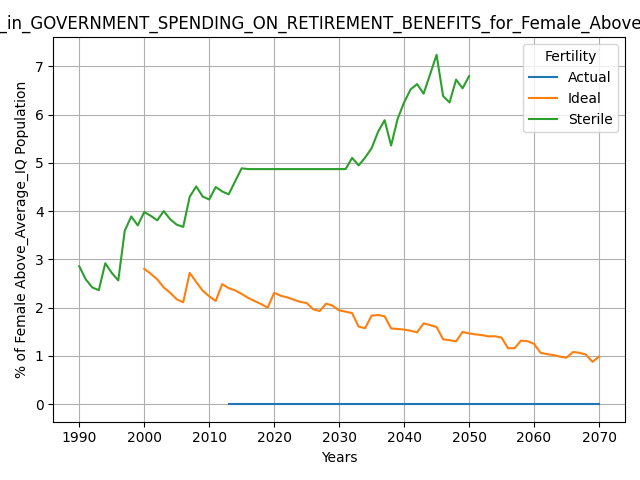 _in_GOVERNMENT_SPENDING_ON_RETIREMENT_BENEFITS_for_Female_Above
Fertility
Actual
Ideal
Sterile
% of Female Above_Average_IQ Population
7
6
5
4
3
2
1
0
1990 2000 2010 2020 2030 2040 2050 2060 2070
Years